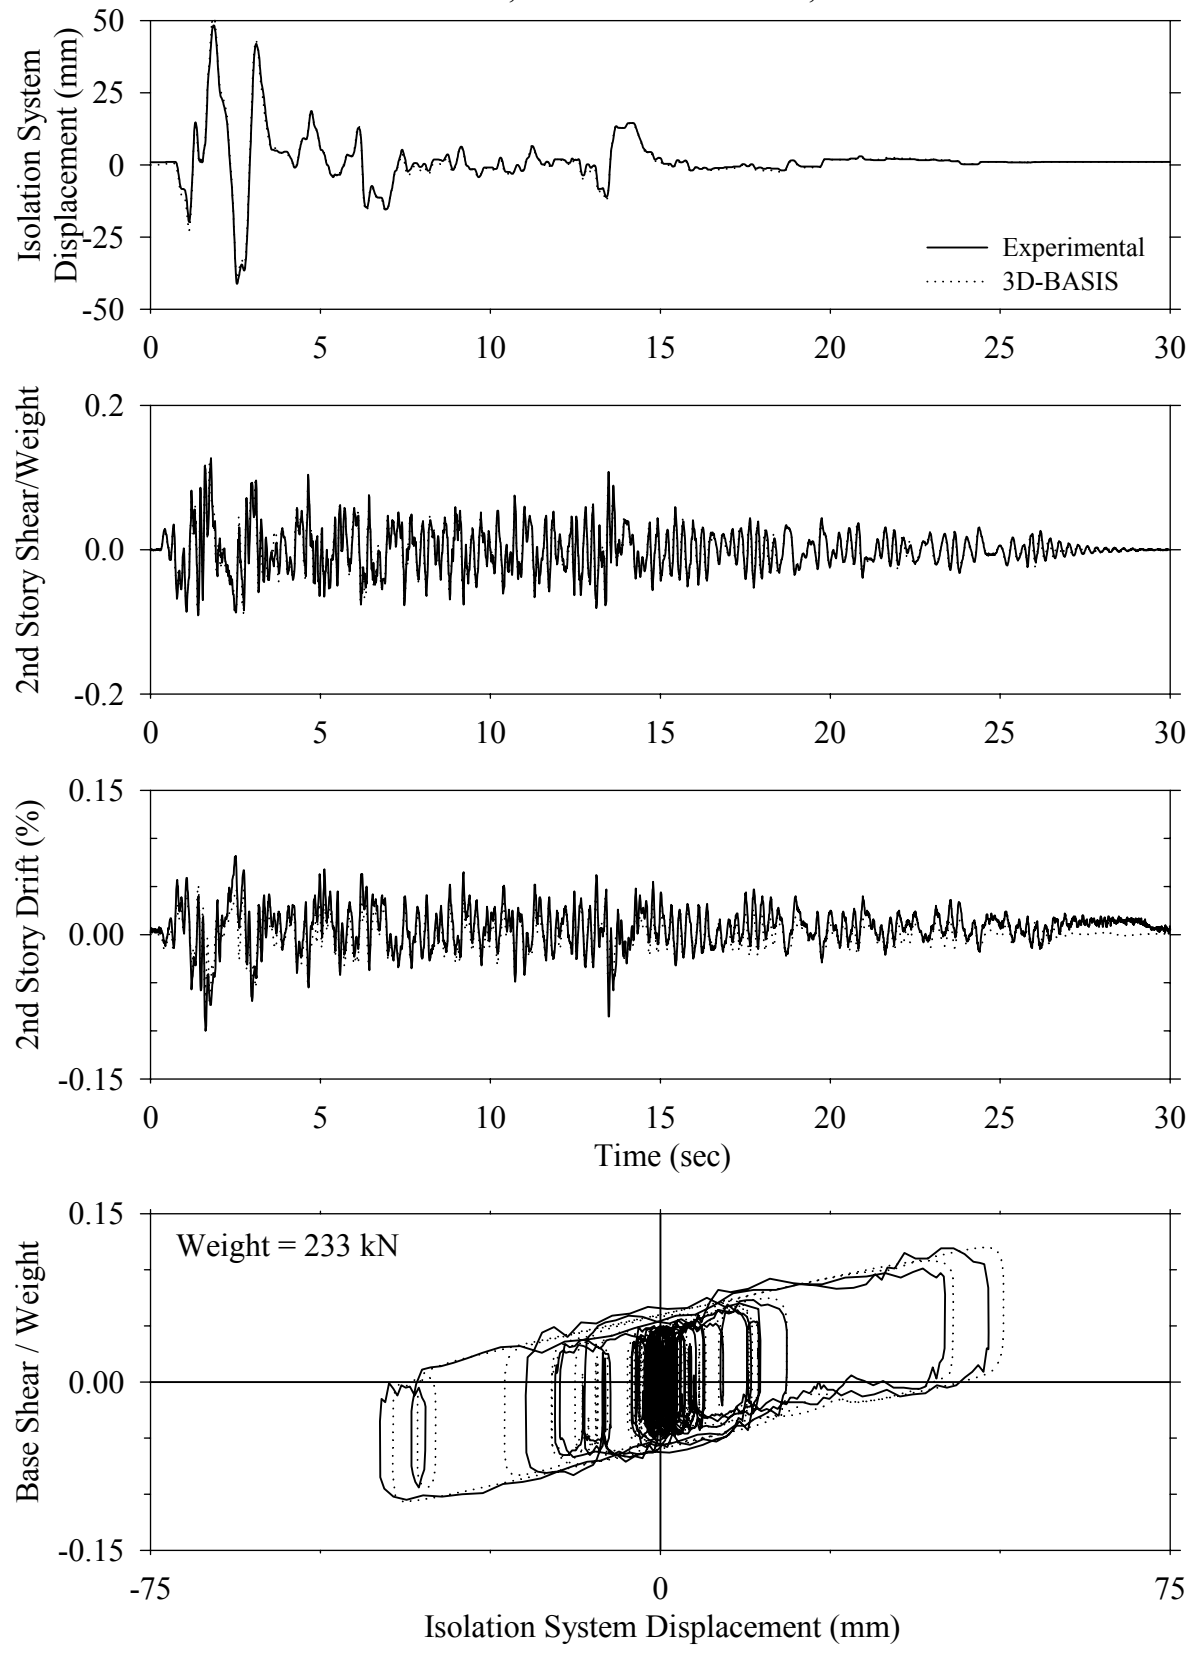 50
25
0
-25
-50
Isolation System
Displacement (mm)
Experimental
3D-BASIS
0 5 10 15 20 25 30
0.2
0.0
-0.2
2nd Story Shear/Weight
0 5 10 15 20 25 30
0.15
0.00
-0.15
2nd Story Drift (%)
0 5 10 15 20 25 30
Time (sec)
0.15
0.00
-0.15
Base Shear / Weight
Weight = 233 kN
-75 0 75
Isolation System Displacement (mm)